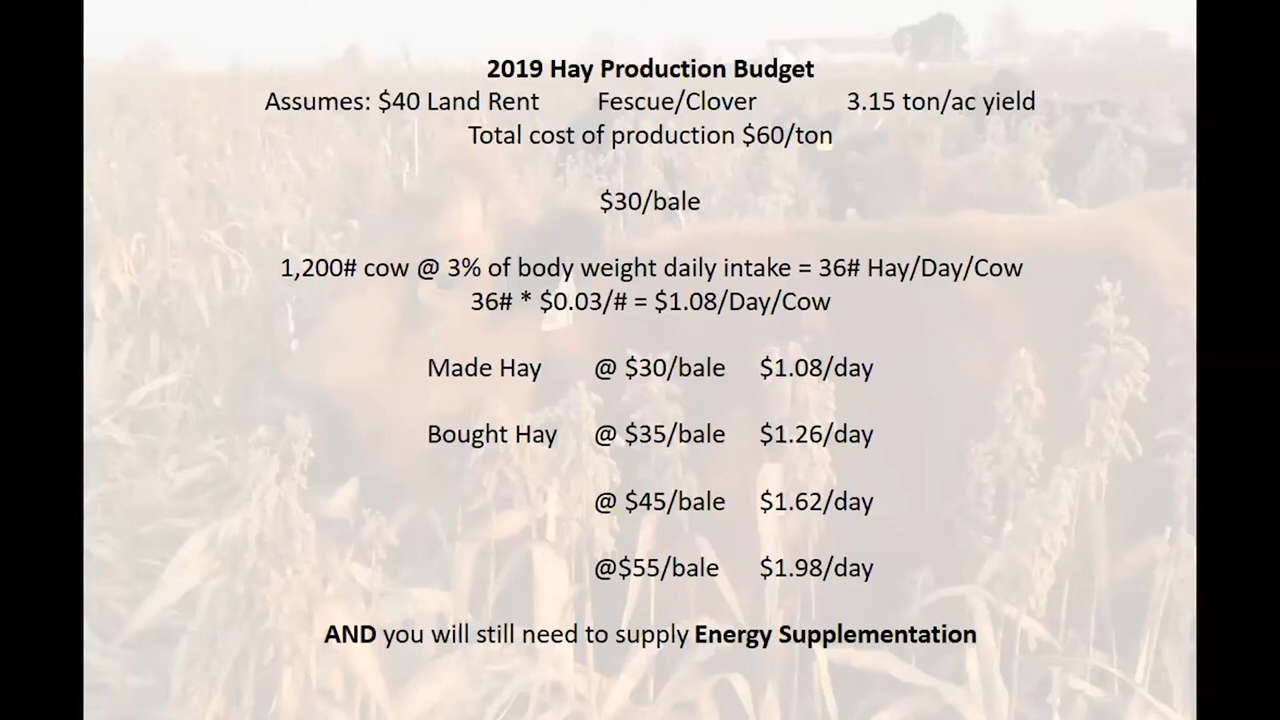 2019 Hay Production Budget
Assumes: $40 Land Rent Fescue/Clover 3.15 ton/ac yield
Total cost of production $60/ton
$30/bale
1,200# cow @ 3% of body weight daily intake = 36# Hay/Day/Cow
36# * $0.03/# = $1.08/Day/Cow
Made Hay @ $30/bale $1.08/day
Bought Hay @ $35/bale $1.26/day
@ $45/bale $1.62/day
@$55/bale $1.98/day
AND you will still need to supply Energy Supplementation